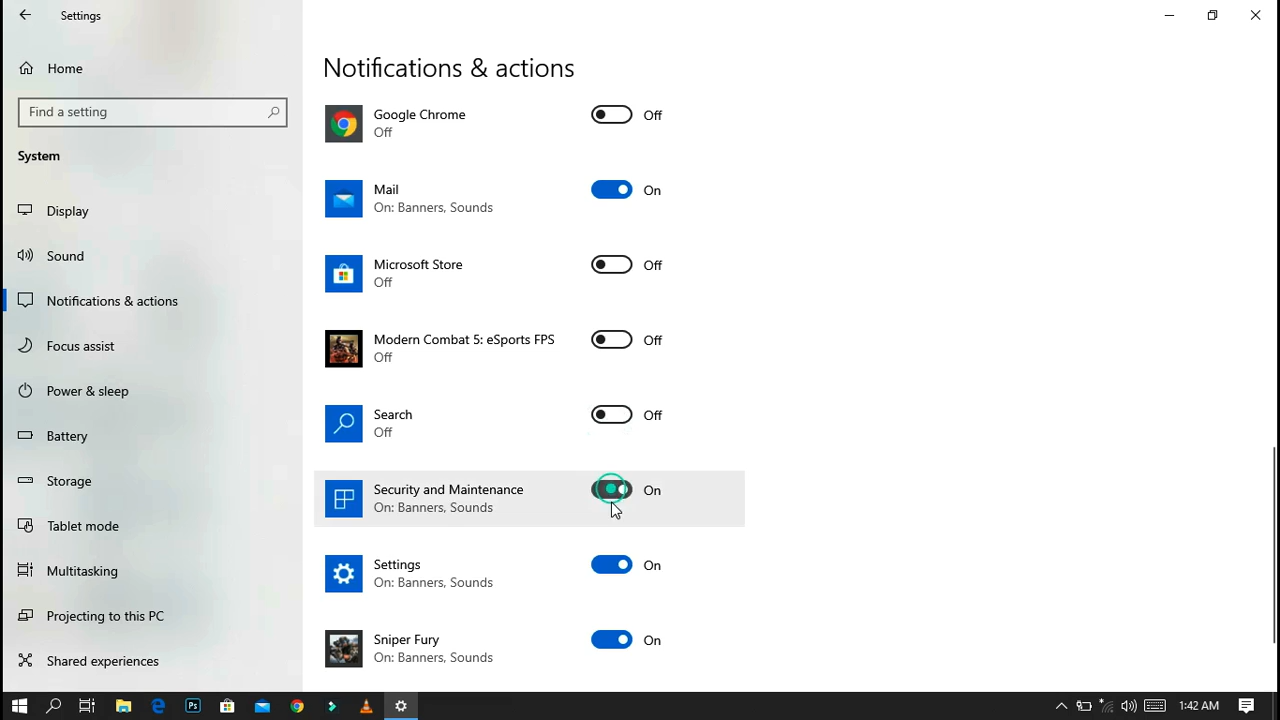 Settings
Home
Find a setting
System
Display
Sound
Notifications & actions
Focus assist
Power & sleep
Battery
Storage
Tablet mode
Multitasking
Projecting to this PC
Shared experiences
Notifications & actions
Google Chrome
Off
Off
Mail
On: Banners, Sounds
On
Microsoft Store
Off
Off
Modern Combat 5: eSports FPS
Off
Off
Search
Off
Off
Security and Maintenance
On: Banners, Sounds
On
Settings
On: Banners, Sounds
On
Sniper Fury
On: Banners, Sounds
On
Ps
1:42 AM